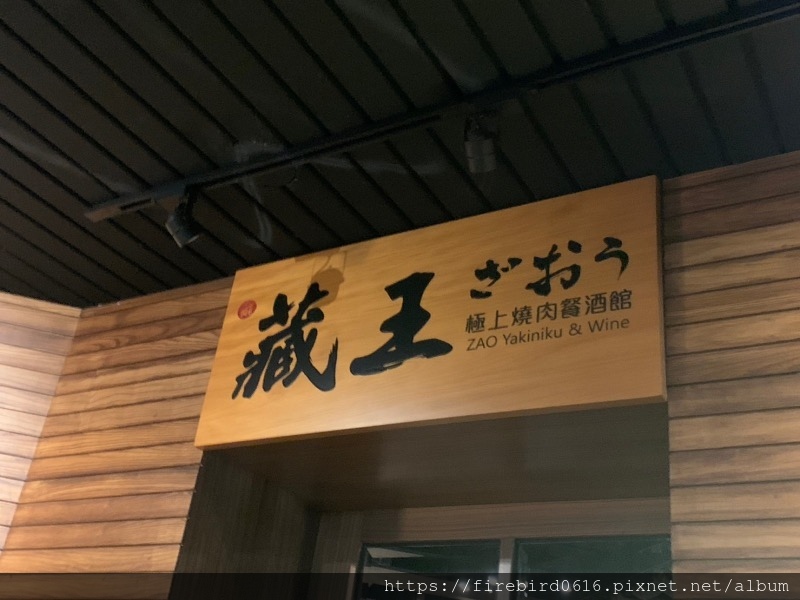 藏王
ざおう
極上燒肉餐酒館
ZAO Yakiniku & Wine
https://firebird0616.pixnet.net/album